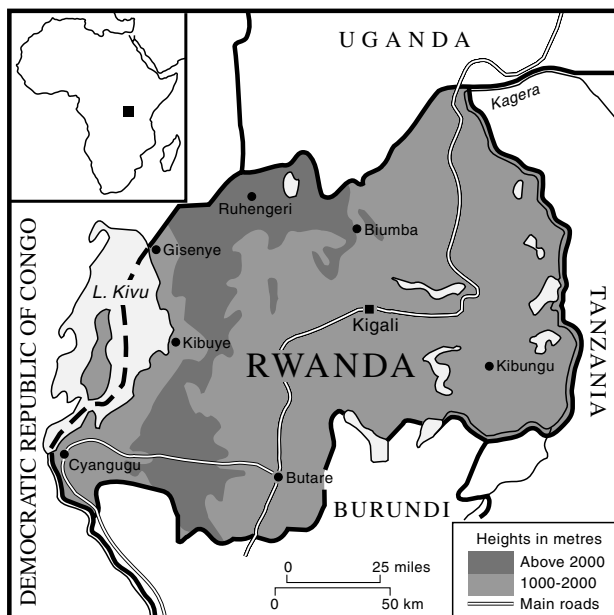 UGANDA
Kagera
Ruhengeri
Biumba
Gisenye
DEMOCRATIC REPUBLIC OF CONGO
L. Kivu
Kigali
TANZANIA
Kibuye
RWANDA
Kibungu
Cyangugu
Butare
BURUNDI
Heights in metres
Above 2000
1000-2000
Main roads
0 25 miles
0 50 km